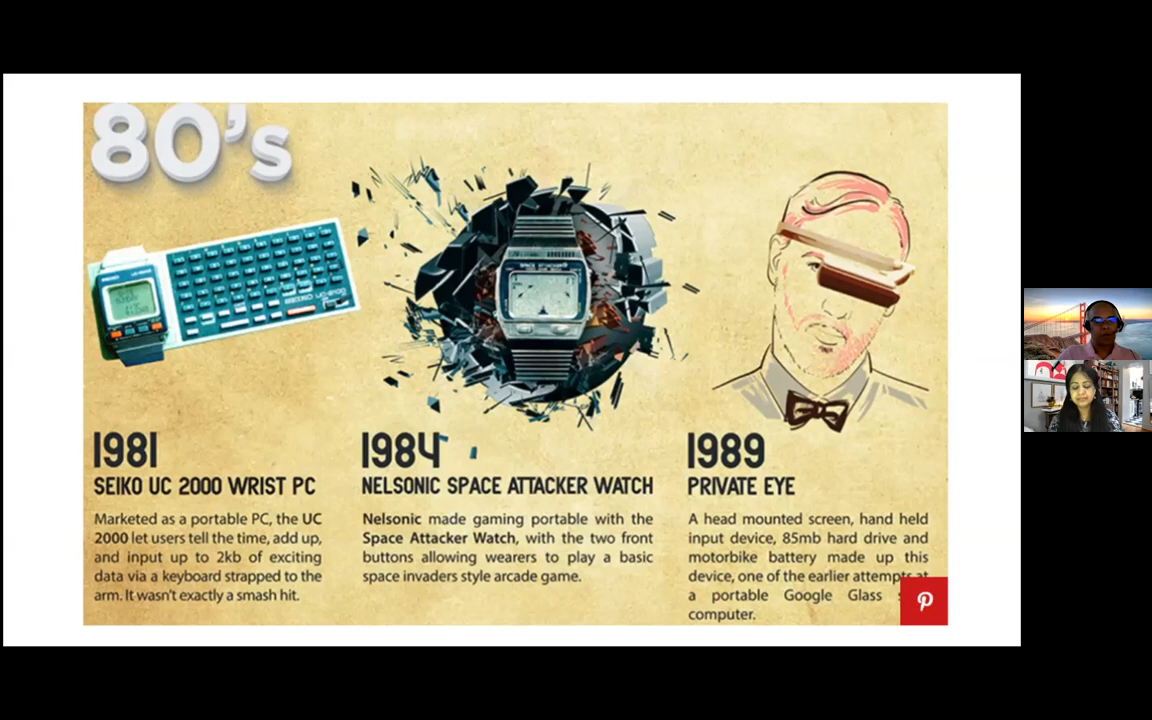 80's
1981
SEIKO UC 2000 WRIST PC
Marketed as a portable PC, the UC
2000 let users tell the time, add up,
and input up to 2kb of exciting
data via a keyboard strapped to the
arm. It wasn't exactly a smash hit.
1984
NELSONIC SPACE ATTACKER WATCH
Nelsonic made gaming portable with the
Space Attacker Watch, with the two front
buttons allowing wearers to play a basic
space invaders style arcade game.
1989
PRIVATE EYE
A head mounted screen, hand held
input device, 85mb hard drive and
motorbike battery made up this
device, one of the earlier attempts at
a portable Google Glass
computer.